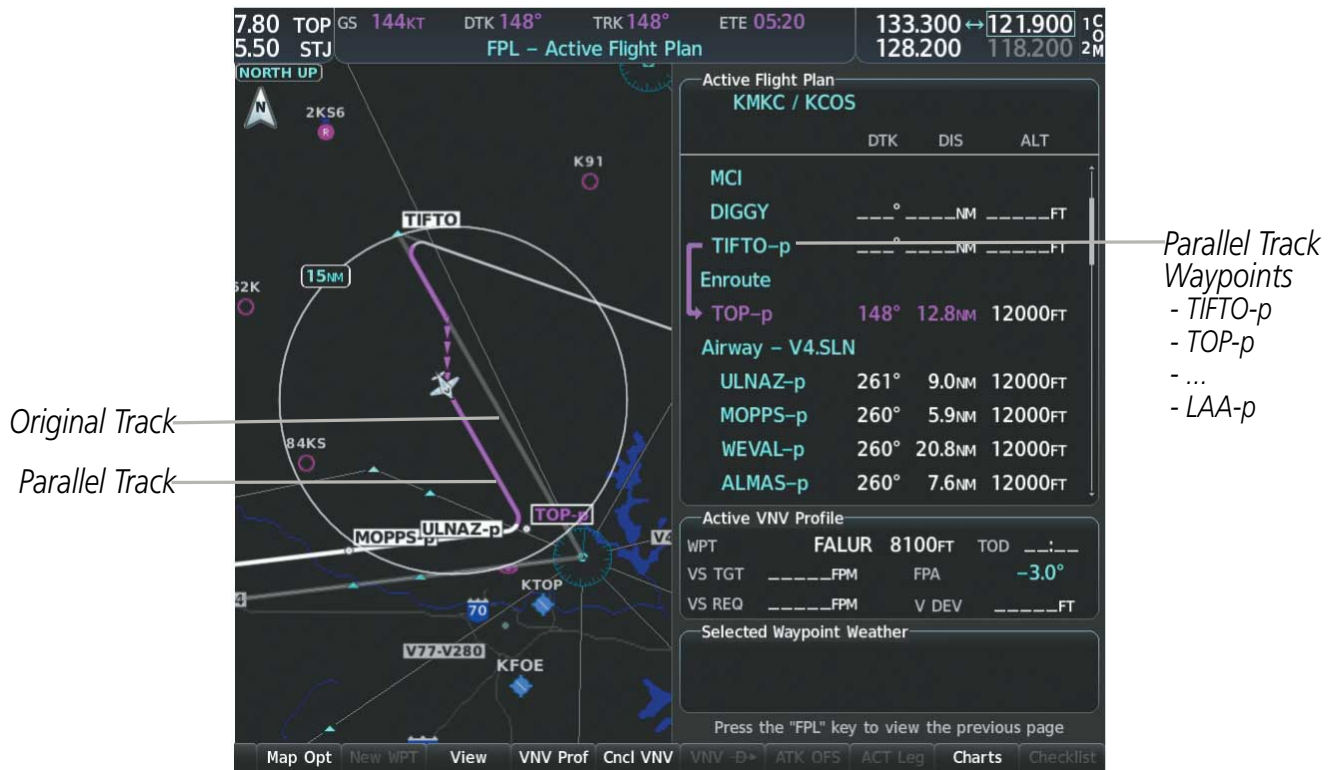 7.80 TOP GS 144KT DTK 148° TRK 148° ETE 05:20 133.300 ↔ 121.900 1 COM
5.50 STJ FPL – Active Flight Plan 128.200 118.200 2
NORTH UP
N
2KS6
R
K91
TIFTO
15NM
52K
84KS
TOP-p
ULNAZ-p
MOPPS-p
V4
KTOP
4
70
V77-V280
KFOE
Original Track
Parallel Track
Active Flight Plan
KMKC / KCOS
DTK DIS ALT
MCI
DIGGY ___° ____NM _____FT
TIFTO–p ___° ____NM _____FT
Enroute
TOP–p 148° 12.8NM 12000FT
Airway – V4.SLN
ULNAZ–p 261° 9.0NM 12000FT
MOPPS–p 260° 5.9NM 12000FT
WEVAL–p 260° 20.8NM 12000FT
ALMAS–p 260° 7.6NM 12000FT
Active VNV Profile
WPT FALUR 8100FT TOD __:__
VS TGT _____FPM FPA -3.0°
VS REQ _____FPM V DEV _____FT
Selected Waypoint Weather
Press the "FPL" key to view the previous page
Map Opt New WPT View VNV Prof Cncl VNV VNV -D-> ATK OFS ACT Leg Charts Checklist
Parallel Track
Waypoints
- TIFTO-p
- TOP-p
- ...
- LAA-p